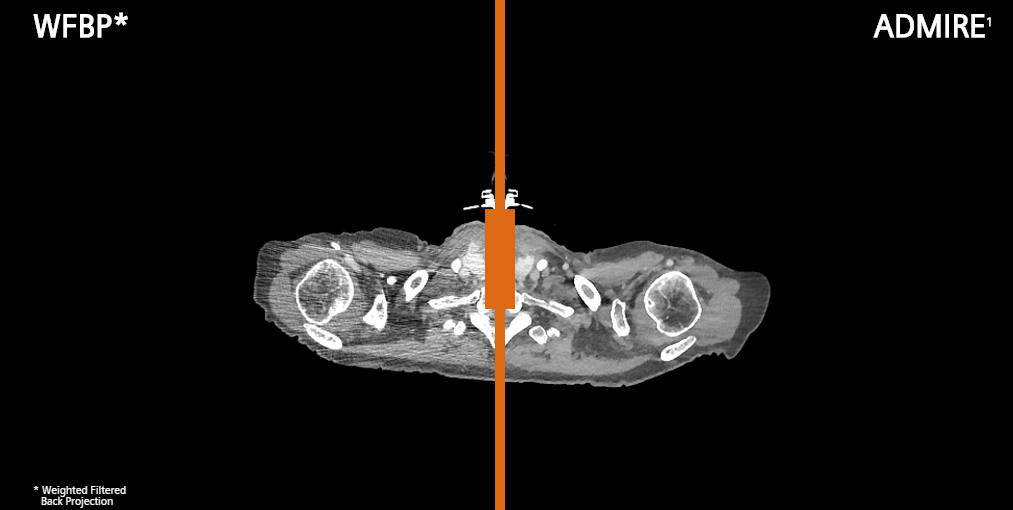 WFBP*
ADMIRE¹
* Weighted Filtered
Back Projection